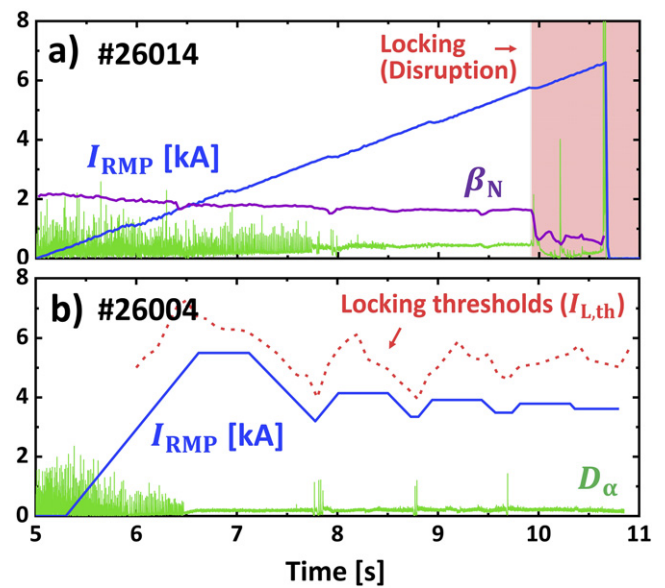 8
a) #26014
Locking
(Disruption)
6
I_RMP [kA]
4
β_N
2
0
8
b) #26004
Locking thresholds (I_L,th)
6
4
I_RMP [kA]
2
D_α
0
5 6 7 8 9 10 11
Time [s]